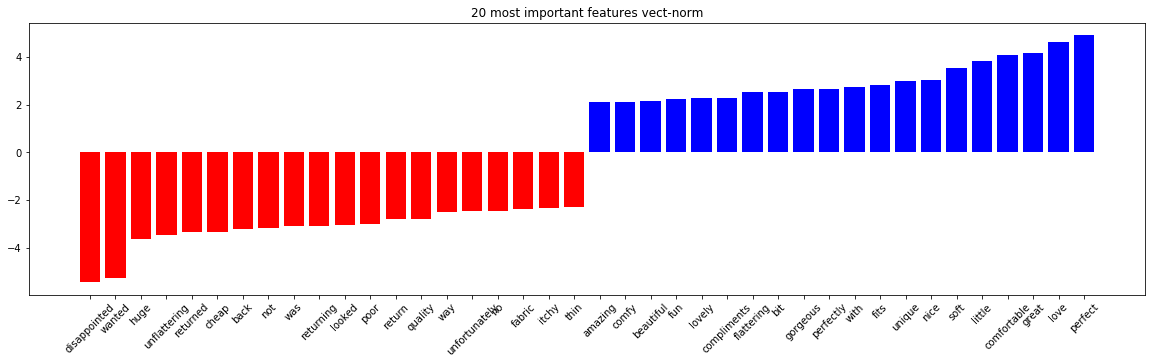 20 most important features vect-norm
4
2
0
−2
−4
disappointed
wanted
huge
unflattering
returned
cheap
back
not
was
returning
looked
poor
return
quality
way
unfortunately
no
fabric
itchy
thin
amazing
comfy
beautiful
fun
lovely
compliments
flattering
bit
gorgeous
perfectly
with
fits
unique
nice
soft
little
comfortable
great
love
perfect